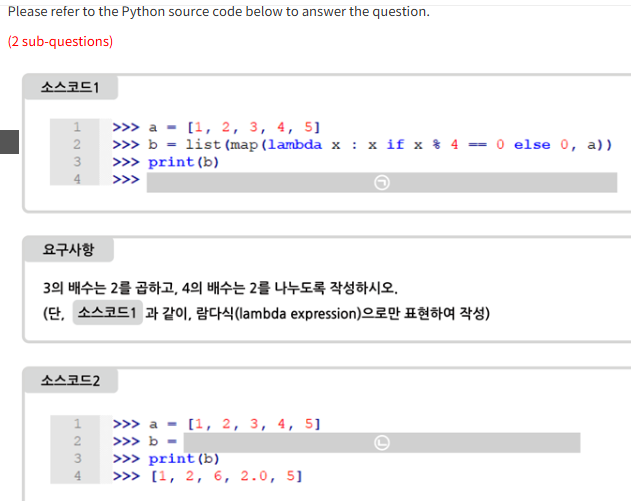 Please refer to the Python source code below to answer the question.
(2 sub-questions)
소스코드1
1 >>> a = [1, 2, 3, 4, 5]
2 >>> b = list(map(lambda x : x if x % 4 == 0 else 0, a))
3 >>> print(b)
4 >>> ㉠
요구사항
3의 배수는 2를 곱하고, 4의 배수는 2를 나누도록 작성하시오.
(단, 소스코드1 과 같이, 람다식(lambda expression)으로만 표현하여 작성)
소스코드2
1 >>> a = [1, 2, 3, 4, 5]
2 >>> b = ㉡
3 >>> print(b)
4 >>> [1, 2, 6, 2.0, 5]